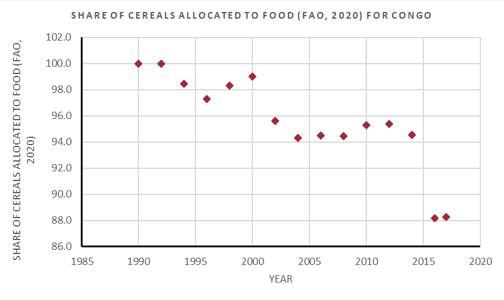 SHARE OF CEREALS ALLOCATED TO FOOD (FAO, 2020) FOR CONGO
SHARE OF CEREALS ALLOCATED TO FOOD (FAO,
2020)
102.0
100.0
98.0
96.0
94.0
92.0
90.0
88.0
86.0
1985 1990 1995 2000 2005 2010 2015 2020
YEAR